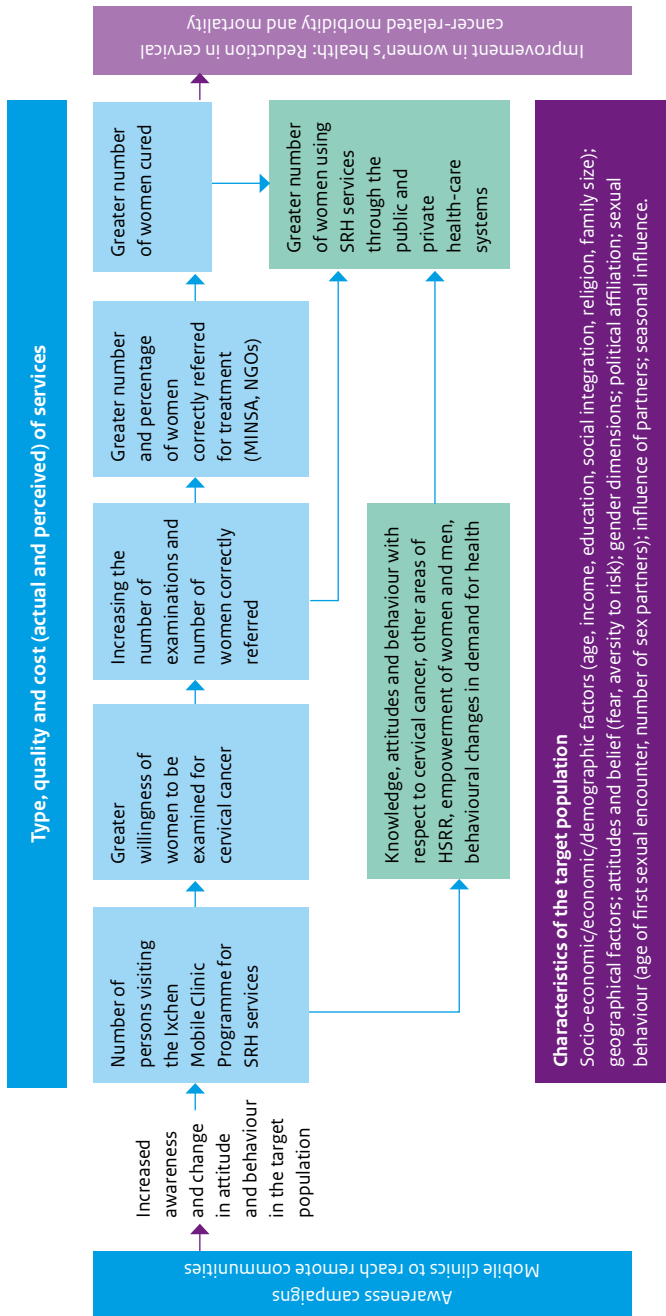 Type, quality and cost (actual and perceived) of services
Awareness campaigns
Mobile clinics to reach remote communities
Increased
awareness
and change
in attitude
and behaviour
in the target
population
Number of
persons visiting
the Ixchen
Mobile Clinic
Programme for
SRH services
Greater
willingness of
women to be
examined for
cervical cancer
Increasing the
number of
examinations and
number of
women correctly
referred
Greater number
and percentage
of women
correctly referred
for treatment
(MINSA, NGOs)
Greater number
of women cured
Improvement in women's health: Reduction in cervical
cancer-related morbidity and mortality
Knowledge, attitudes and behaviour with
respect to cervical cancer, other areas of
HSRR, empowerment of women and men,
behavioural changes in demand for health
Greater number
of women using
SRH services
through the
public and
private
health-care
systems
Characteristics of the target population
Socio-economic/economic/demographic factors (age, income, education, social integration, religion, family size);
geographical factors; attitudes and belief (fear, aversity to risk); gender dimensions; political affiliation; sexual
behaviour (age of first sexual encounter, number of sex partners); influence of partners; seasonal influence.